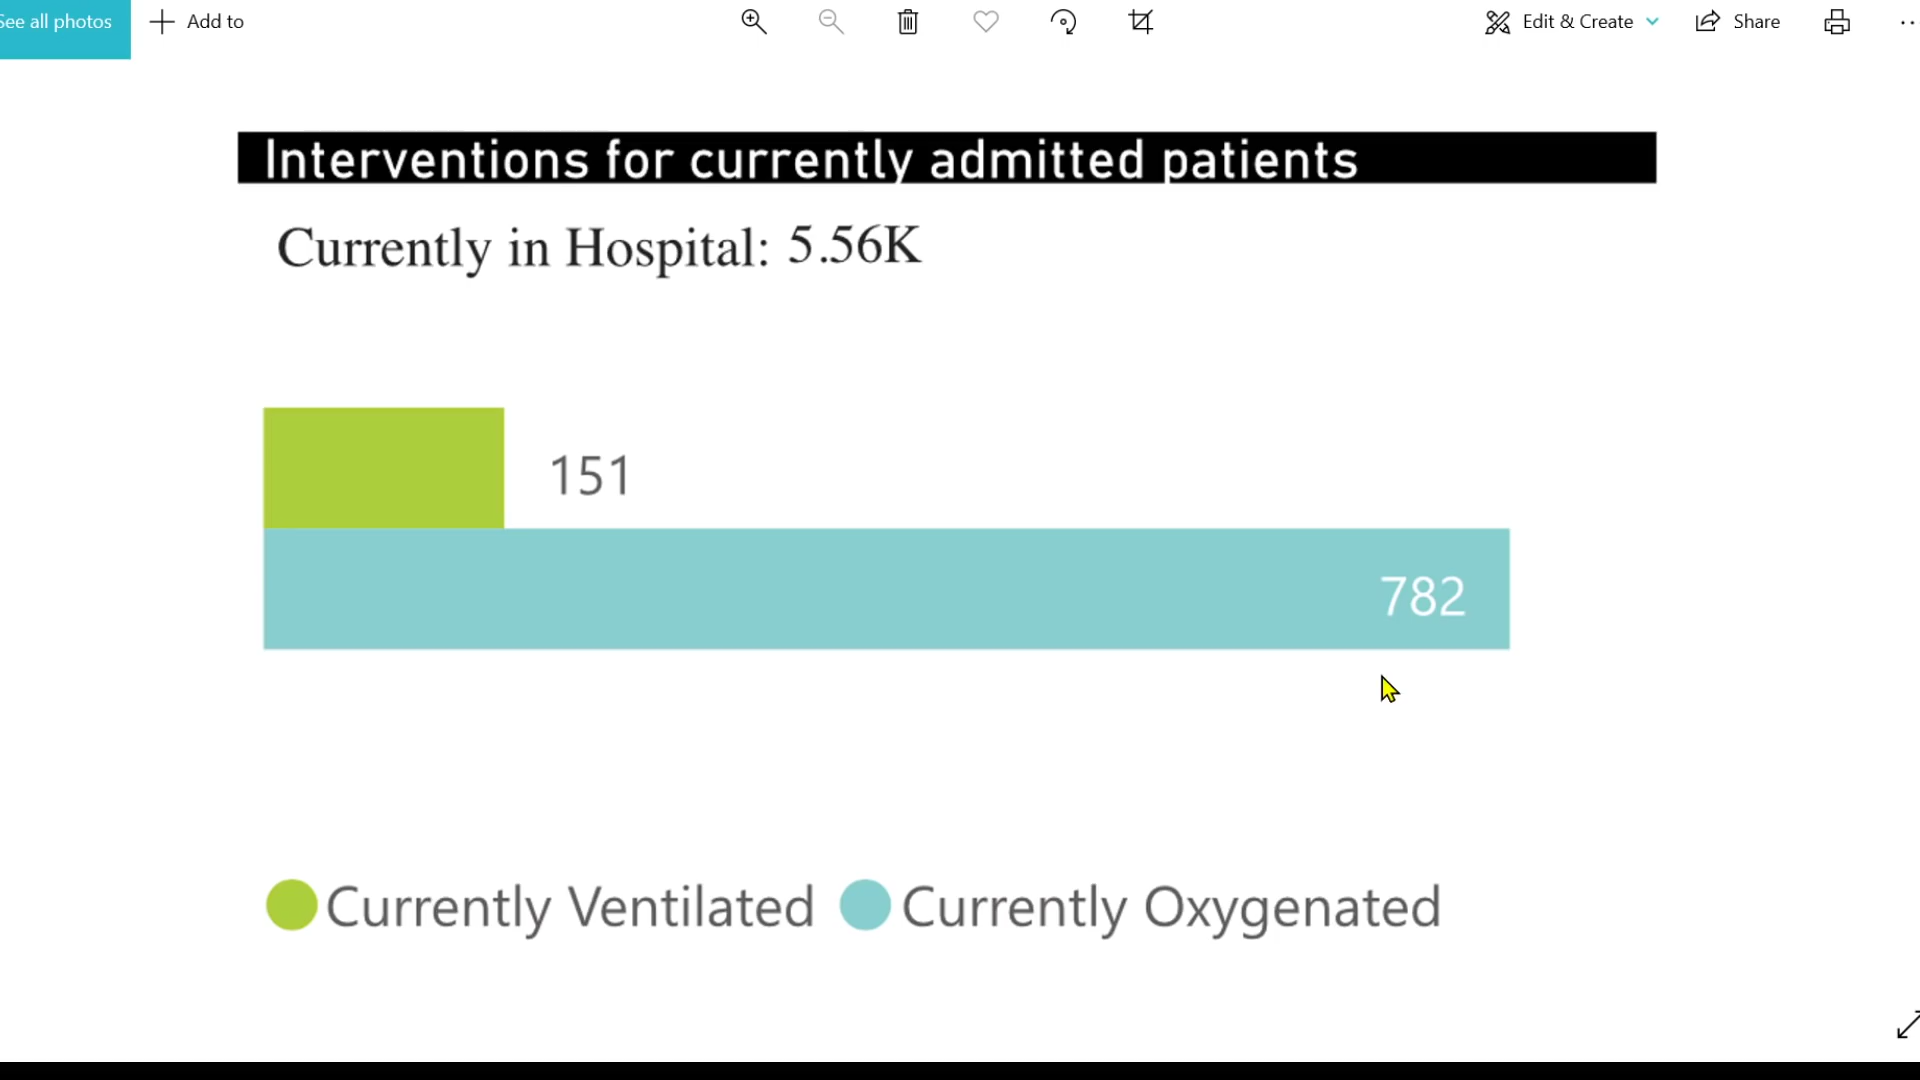 See all photos
Add to
Edit & Create
Share
Interventions for currently admitted patients
Currently in Hospital: 5.56K
151
782
Currently Ventilated
Currently Oxygenated